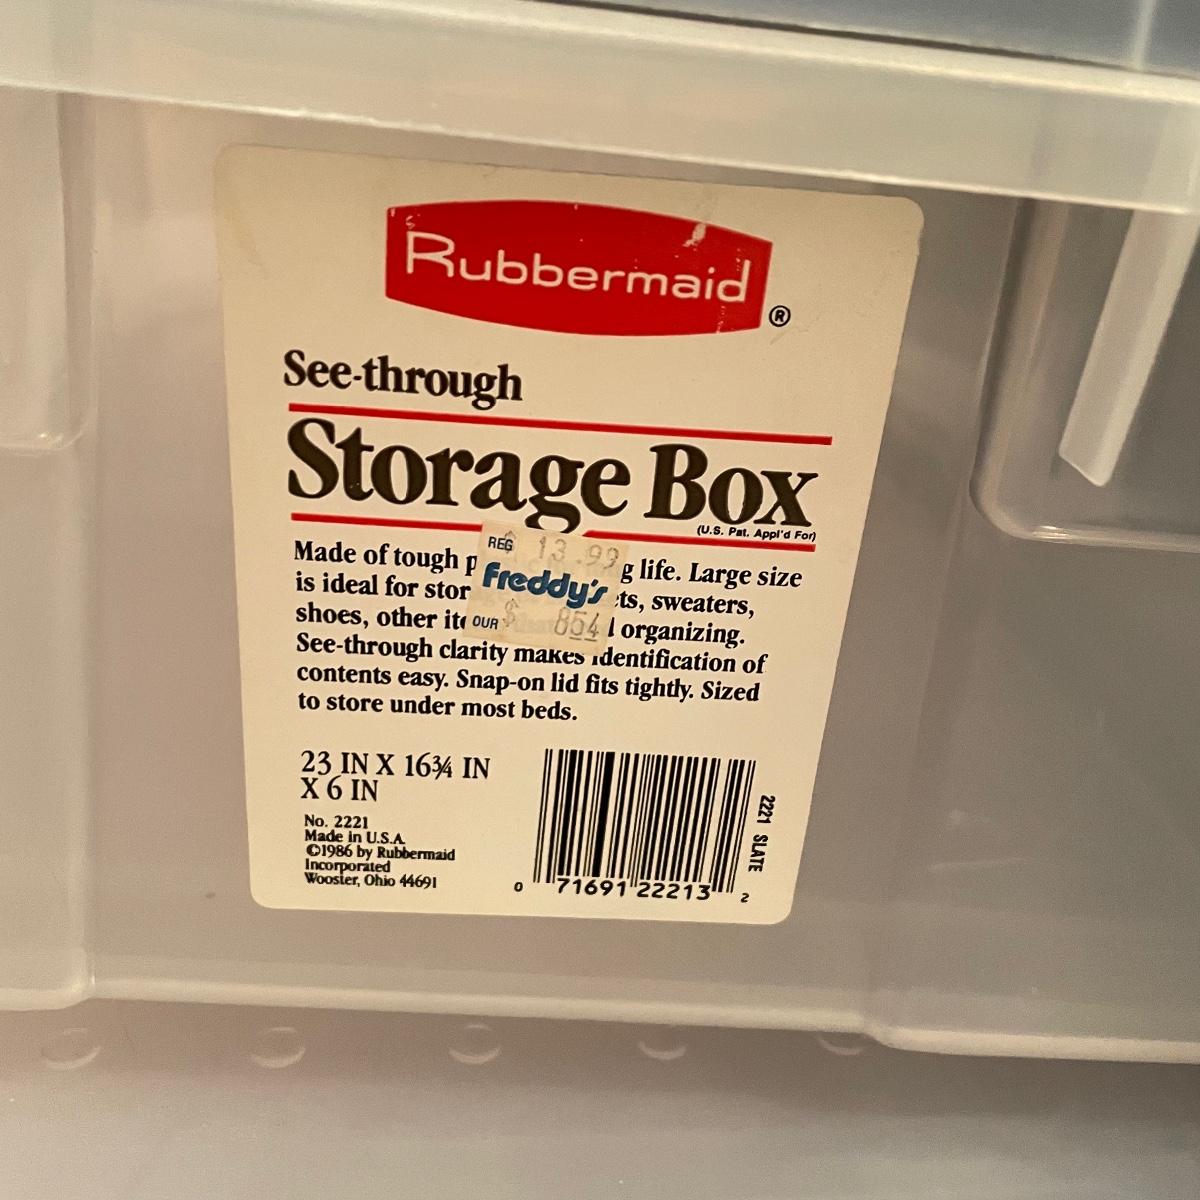 Rubbermaid ®
See-through
Storage Box
(U.S. Pat. Appl'd For)
Made of tough p g life. Large size
is ideal for stor ts, sweaters,
shoes, other ite l organizing.
See-through clarity makes identification of
contents easy. Snap-on lid fits tightly. Sized
to store under most beds.
REG $ 13.99
freddy's
OUR $ 854
23 IN X 16¾ IN
X 6 IN
No. 2221
Made in U.S.A.
©1986 by Rubbermaid
Incorporated
Wooster, Ohio 44691
0 71691 22213 2
2221 SLATE